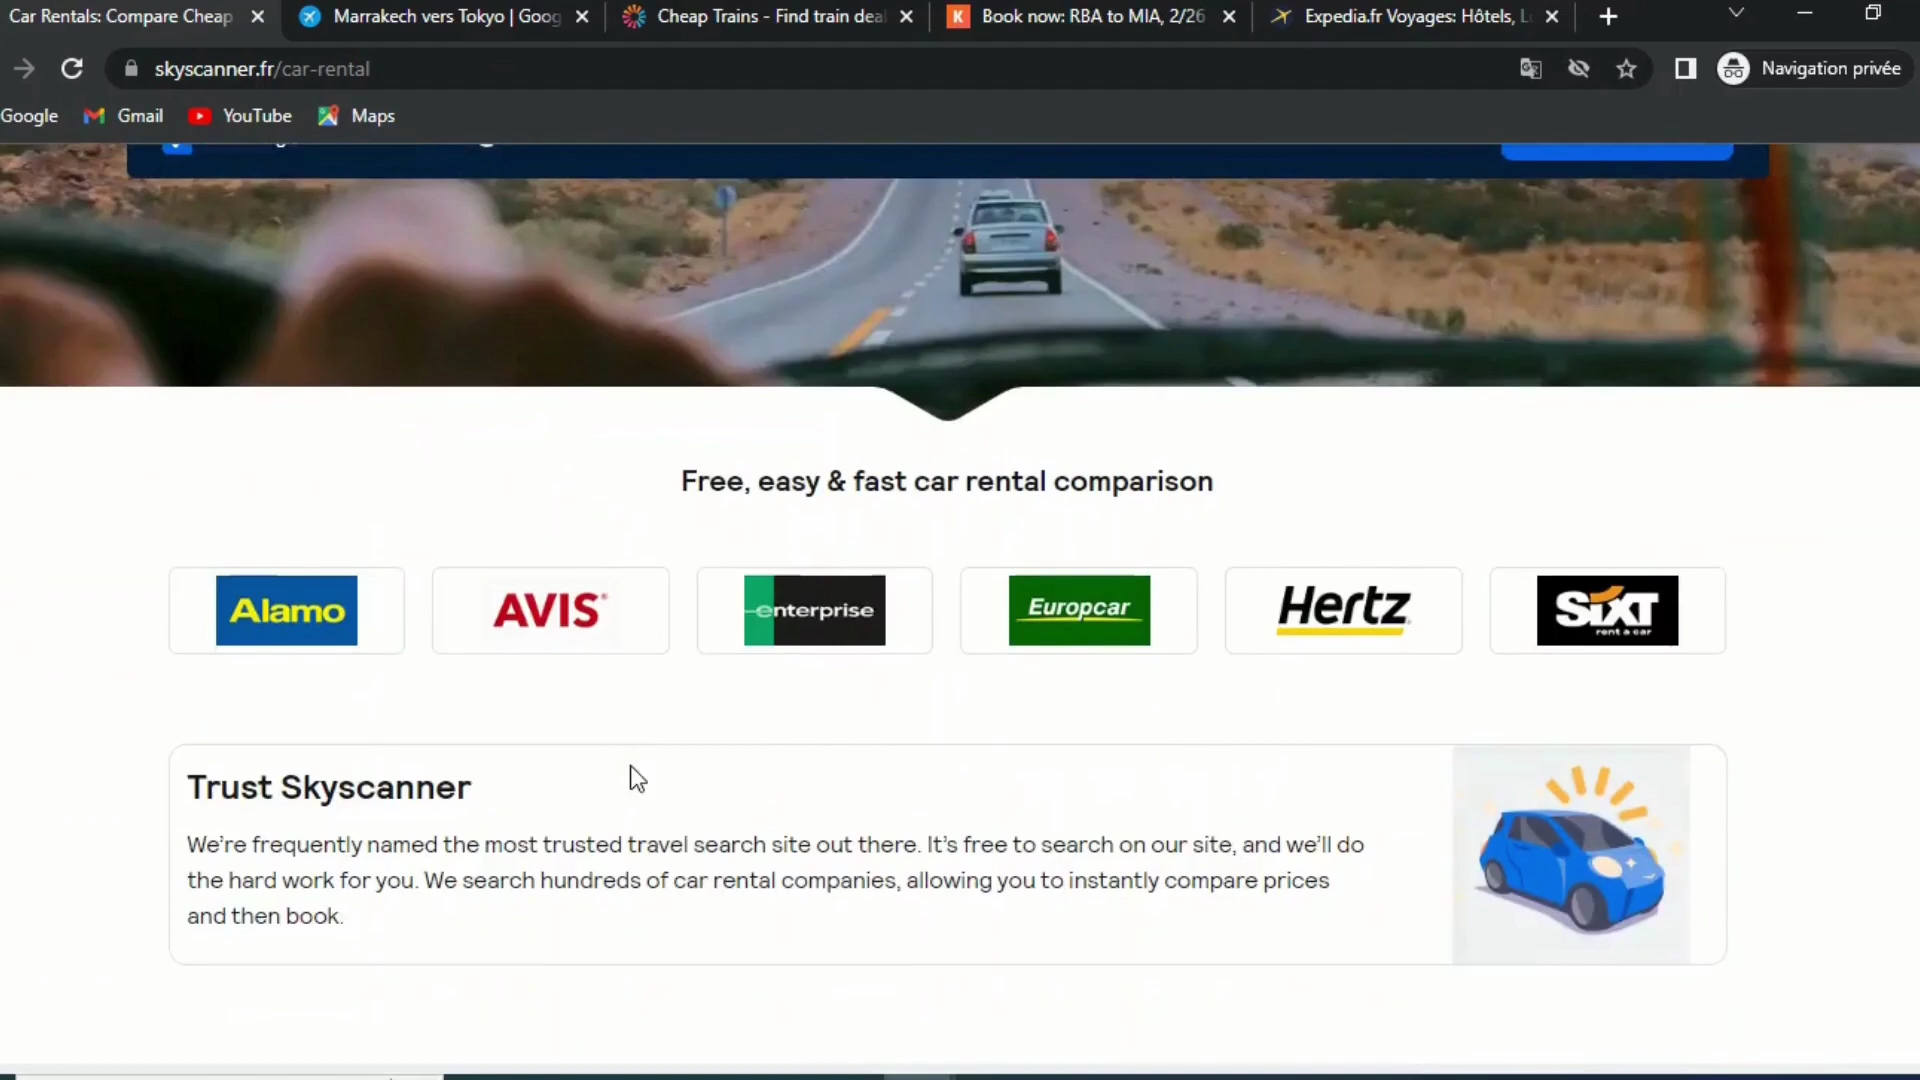 Car Rentals: Compare Cheap
Marrakech vers Tokyo | Goog
Cheap Trains - Find train deal
K
Book now: RBA to MIA, 2/26
Expedia.fr Voyages: Hôtels, L
skyscanner.fr/car-rental
Navigation privée
Google
Gmail
YouTube
Maps
Free, easy & fast car rental comparison
Alamo
AVIS
enterprise
Europcar
Hertz
SiXT
rent a car
Trust Skyscanner
We're frequently named the most trusted travel search site out there. It's free to search on our site, and we'll do
the hard work for you. We search hundreds of car rental companies, allowing you to instantly compare prices
and then book.